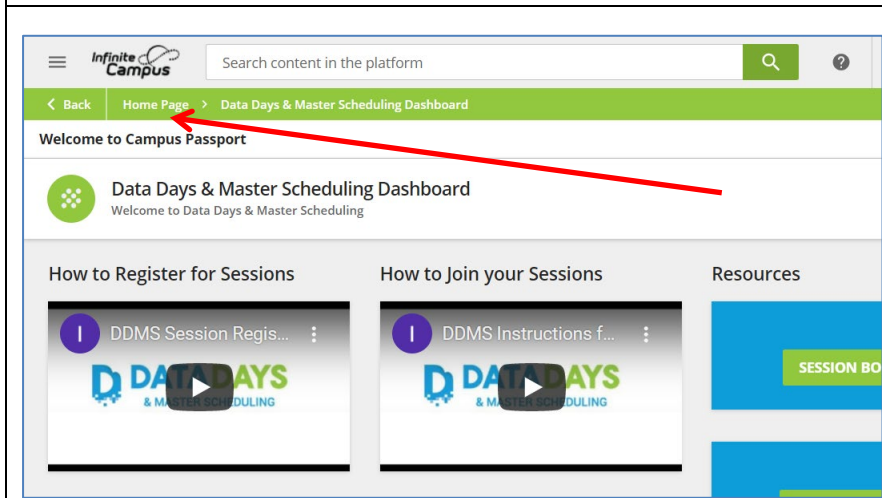 Infinite
Campus
Search content in the platform
Back
Home Page > Data Days & Master Scheduling Dashboard
Welcome to Campus Passport
Data Days & Master Scheduling Dashboard
Welcome to Data Days & Master Scheduling
How to Register for Sessions
How to Join your Sessions
Resources
I
DDMS Session Regis...
DATA DAYS
& MASTER SCHEDULING
I
DDMS Instructions f...
DATA DAYS
& MASTER SCHEDULING
SESSION BO